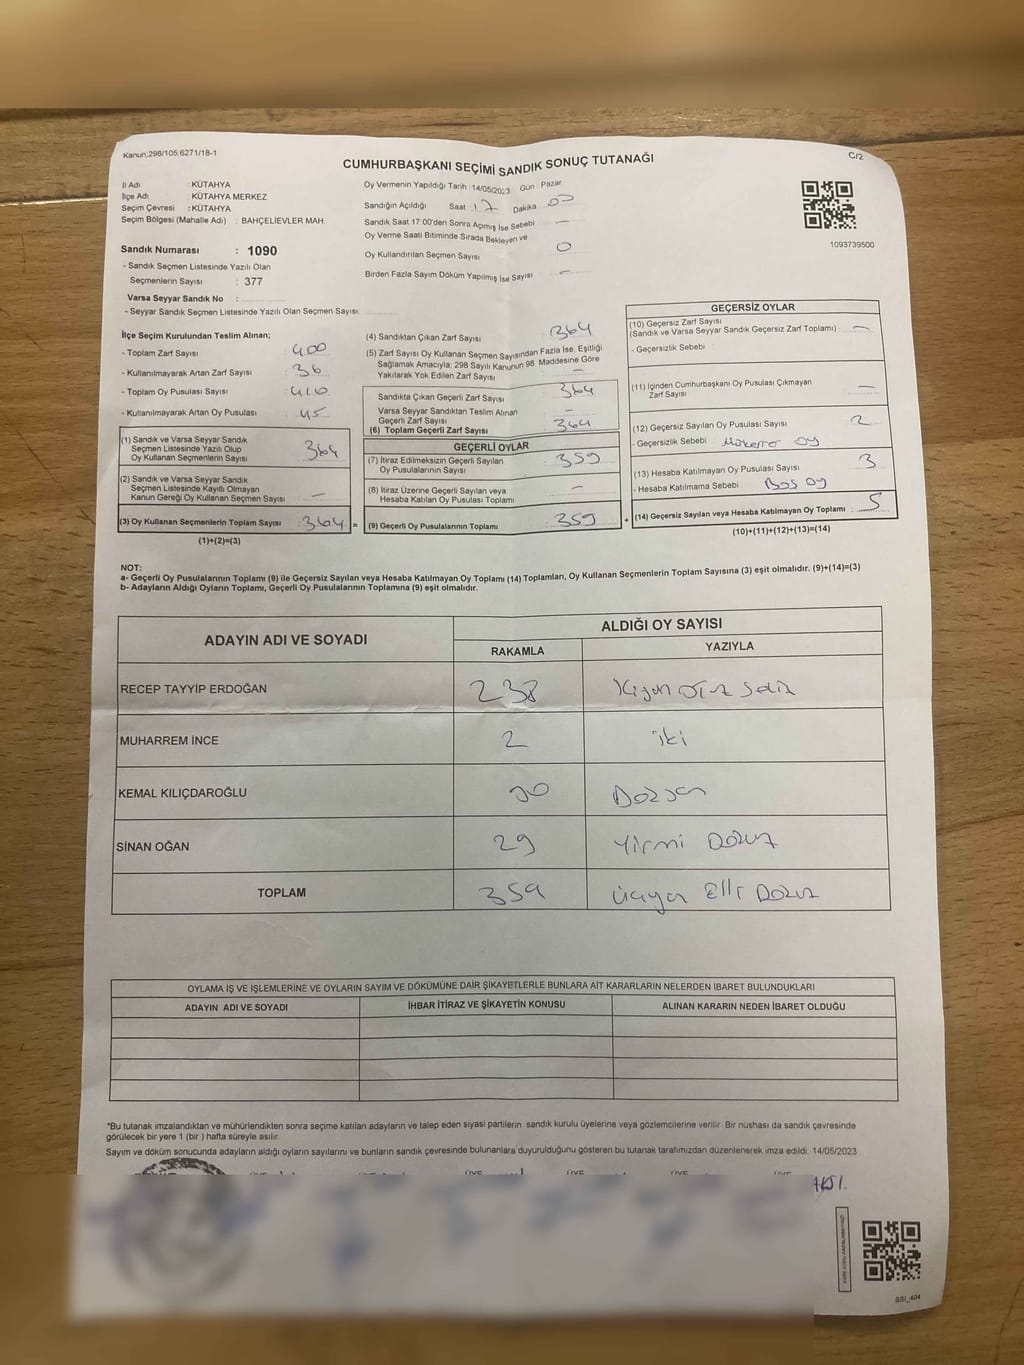 Kanun:298/105;6271/18-1
C/2
CUMHURBAŞKANI SEÇİMİ SANDIK SONUÇ TUTANAĞI
İl Adı : KÜTAHYA
İlçe Adı : KÜTAHYA MERKEZ
Seçim Çevresi : KÜTAHYA
Seçim Bölgesi (Mahalle Adı) : BAHÇELİEVLER MAH.
Sandık Numarası : 1090
- Sandık Seçmen Listesinde Yazılı Olan
Seçmenlerin Sayısı : 377
Varsa Seyyar Sandık No :
- Seyyar Sandık Seçmen Listesinde Yazılı Olan Seçmen Sayısı
Oy Vermenin Yapıldığı Tarih :14/05/2023 Gün : Pazar
Sandığın Açıldığı Saat : 17 Dakika : 00
Sandık Saat 17:00'den Sonra Açımış İse Sebebi : —
Oy Verme Saati Bitiminde Sırada Bekleyen ve
Oy Kullandırılan Seçmen Sayısı : 0
Birden Fazla Sayım Döküm Yapılmış İse Sayısı : —
1093739500
İlçe Seçim Kurulundan Teslim Alınan;
- Toplam Zarf Sayısı : 400
- Kullanılmayarak Artan Zarf Sayısı : 36
- Toplam Oy Pusulası Sayısı : 410
- Kullanılmayarak Artan Oy Pusulası : 45
(1) Sandık ve Varsa Seyyar Sandık
Seçmen Listesinde Yazılı Olup
Oy Kullanan Seçmenlerin Sayısı : 364
(2) Sandık ve Varsa Seyyar Sandık
Seçmen Listesinde Kayıtlı Olmayan
Kanun Gereği Oy Kullanan Seçmen Sayısı : —
(3) Oy Kullanan Seçmenlerin Toplam Sayısı : 364 =
(1)+(2)=(3)
(4) Sandıktan Çıkan Zarf Sayısı : 364
(5) Zarf Sayısı Oy Kullanan Seçmen Sayısından Fazla İse, Eşitliği
Sağlamak Amacıyla; 298 Sayılı Kanunun 98. Maddesine Göre
Yakılarak Yok Edilen Zarf Sayısı : —
Sandıkta Çıkan Geçerli Zarf Sayısı : 364
Varsa Seyyar Sandıktan Teslim Alınan
Geçerli Zarf Sayısı : —
(6) Toplam Geçerli Zarf Sayısı : 364
GEÇERLİ OYLAR
(7) İtiraz Edilmeksizin Geçerli Sayılan
Oy Pusulalarının Sayısı : 359
(8) İtiraz Üzerine Geçerli Sayılan veya
Hesaba Katılan Oy Pusulası Toplamı : —
(9) Geçerli Oy Pusulalarının Toplamı : 359 +
GEÇERSİZ OYLAR
(10) Geçersiz Zarf Sayısı
(Sandık ve Varsa Seyyar Sandık Geçersiz Zarf Toplamı) : —
- Geçersizlik Sebebi :
(11) İçinden Cumhurbaşkanı Oy Pusulası Çıkmayan
Zarf Sayısı : —
(12) Geçersiz Sayılan Oy Pusulası Sayısı : 2
- Geçersizlik Sebebi : Mükerrer oy
(13) Hesaba Katılmayan Oy Pusulası Sayısı : 3
- Hesaba Katılmama Sebebi : Boş oy
(14) Geçersiz Sayılan veya Hesaba Katılmayan Oy Toplamı : 5
(10)+(11)+(12)+(13)=(14)
NOT:
a- Geçerli Oy Pusulalarının Toplamı (9) ile Geçersiz Sayılan veya Hesaba Katılmayan Oy Toplamı (14) Toplamları, Oy Kullanan Seçmenlerin Toplam Sayısına (3) eşit olmalıdır. (9)+(14)=(3)
b- Adayların Aldığı Oyların Toplamı, Geçerli Oy Pusulalarının Toplamına (9) eşit olmalıdır.
ADAYIN ADI VE SOYADI ALDIĞI OY SAYISI
RAKAMLA YAZIYLA
RECEP TAYYİP ERDOĞAN 238 İkiyüz otuz Sekiz
MUHARREM İNCE 2 iki
KEMAL KILIÇDAROĞLU 90 Doksan
SİNAN OĞAN 29 Yirmi Dokuz
TOPLAM 359 Üçyüz Elli Dokuz
OYLAMA İŞ VE İŞLEMLERİNE VE OYLARIN SAYIM VE DÖKÜMÜNE DAİR ŞİKAYETLERLE BUNLARA AİT KARARLARIN NELERDEN İBARET BULUNDUKLARI
ADAYIN ADI VE SOYADI İHBAR İTİRAZ VE ŞİKAYETİN KONUSU ALINAN KARARIN NEDEN İBARET OLDUĞU
*Bu tutanak imzalandıktan ve mühürlendikten sonra seçime katılan adayların ve talep eden siyasi partilerin sandık kurulu üyelerine veya gözlemcilerine verilir. Bir nüshası da sandık çevresinde
görülecek bir yere 1 (bir ) hafta süreyle asılır.
Sayım ve döküm sonucunda adayların aldığı oyların sayılarını ve bunların sandık çevresinde bulunanlara duyurulduğunu gösteren bu tutanak tarafımızdan düzenlenerek imza edildi. 14/05/2023
SSI_404